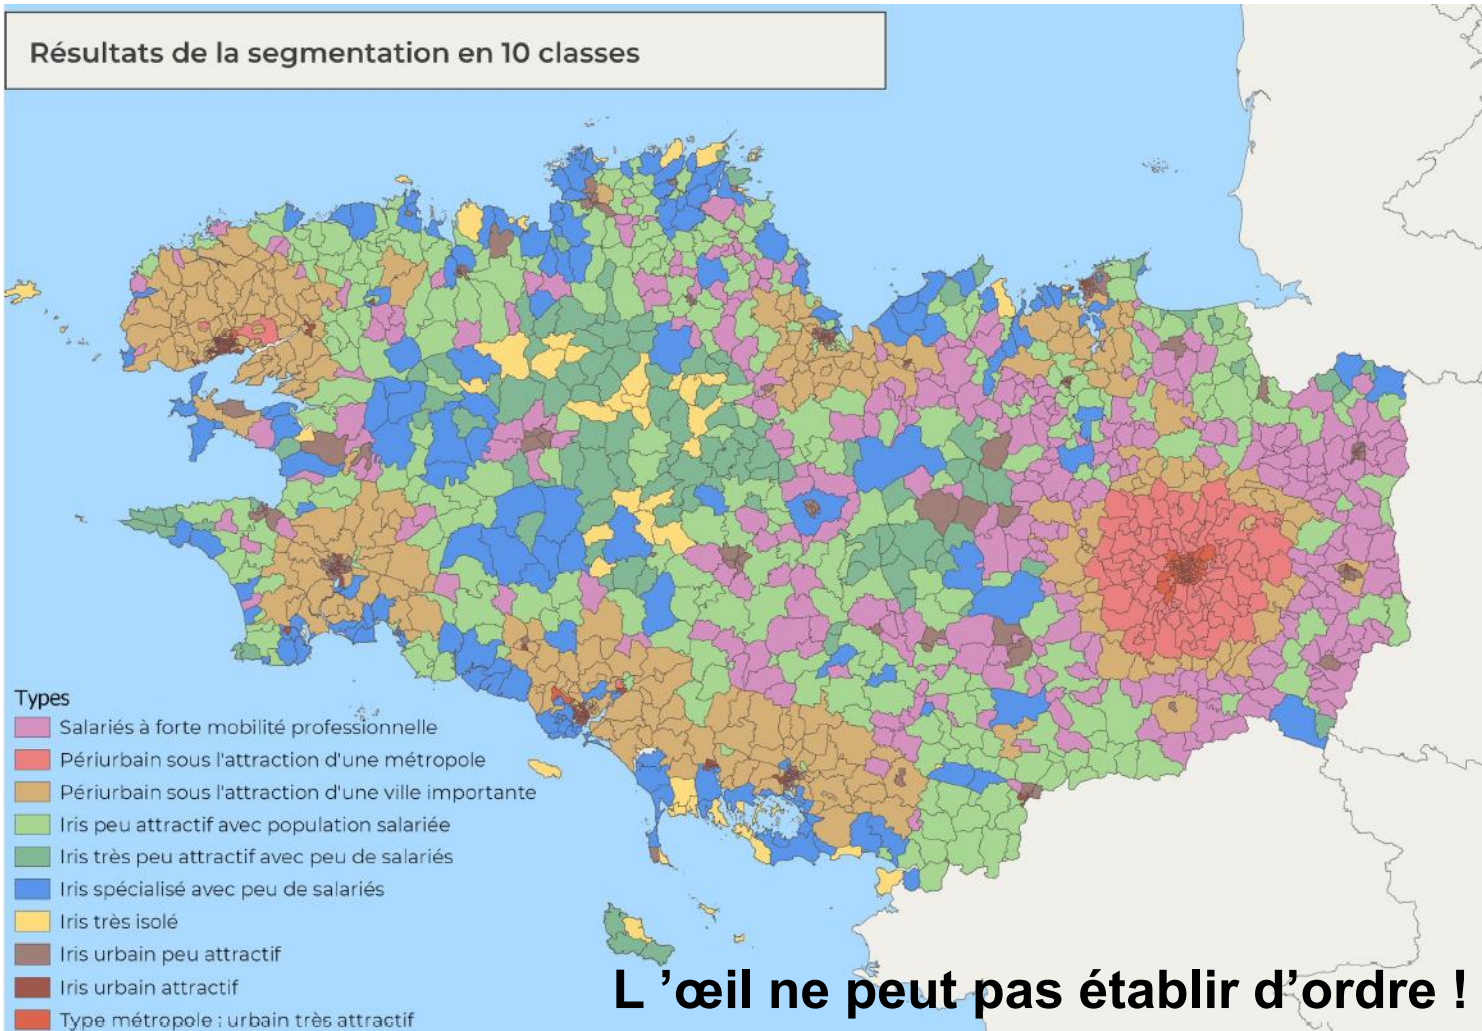 Résultats de la segmentation en 10 classes
Types
Salariés à forte mobilité professionnelle
Périurbain sous l'attraction d'une métropole
Périurbain sous l'attraction d'une ville importante
Iris peu attractif avec population salariée
Iris très peu attractif avec peu de salariés
Iris spécialisé avec peu de salariés
Iris très isolé
Iris urbain peu attractif
Iris urbain attractif
Type métropole : urbain très attractif
L ’œil ne peut pas établir d’ordre !